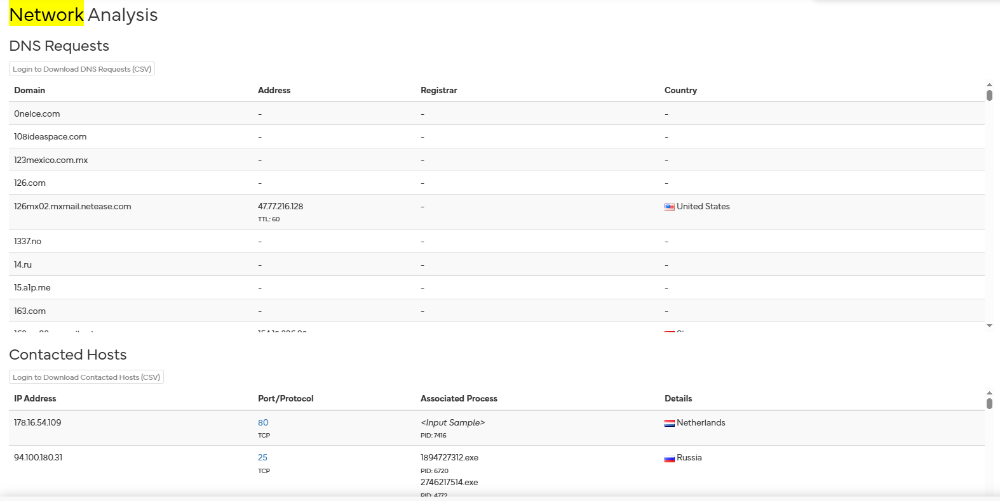 Network Analysis
DNS Requests
Login to Download DNS Requests (CSV)
Domain Address Registrar Country
0nelce.com - - -
108ideaspace.com - - -
123mexico.com.mx - - -
126.com - - -
126mx02.mxmail.netease.com 47.77.216.128 - United States
TTL: 60
1337.no - - -
14.ru - - -
15.a1p.me - - -
163.com - - -
Contacted Hosts
Login to Download Contacted Hosts (CSV)
IP Address Port/Protocol Associated Process Details
178.16.54.109 80 <Input Sample> Netherlands
TCP PID: 7416
94.100.180.31 25 1894727312.exe Russia
TCP PID: 6720
2746217514.exe
PID: 4772